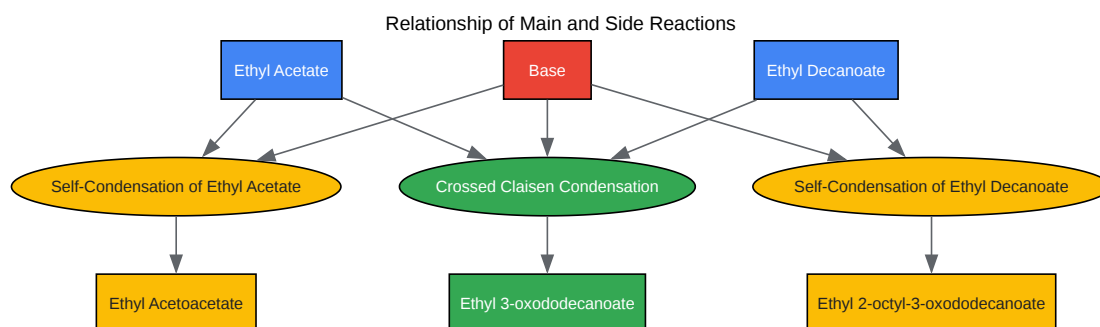 Relationship of Main and Side Reactions
Ethyl Acetate
Base
Ethyl Decanoate
Self-Condensation of Ethyl Acetate
Crossed Claisen Condensation
Self-Condensation of Ethyl Decanoate
Ethyl Acetoacetate
Ethyl 3-oxododecanoate
Ethyl 2-octyl-3-oxododecanoate